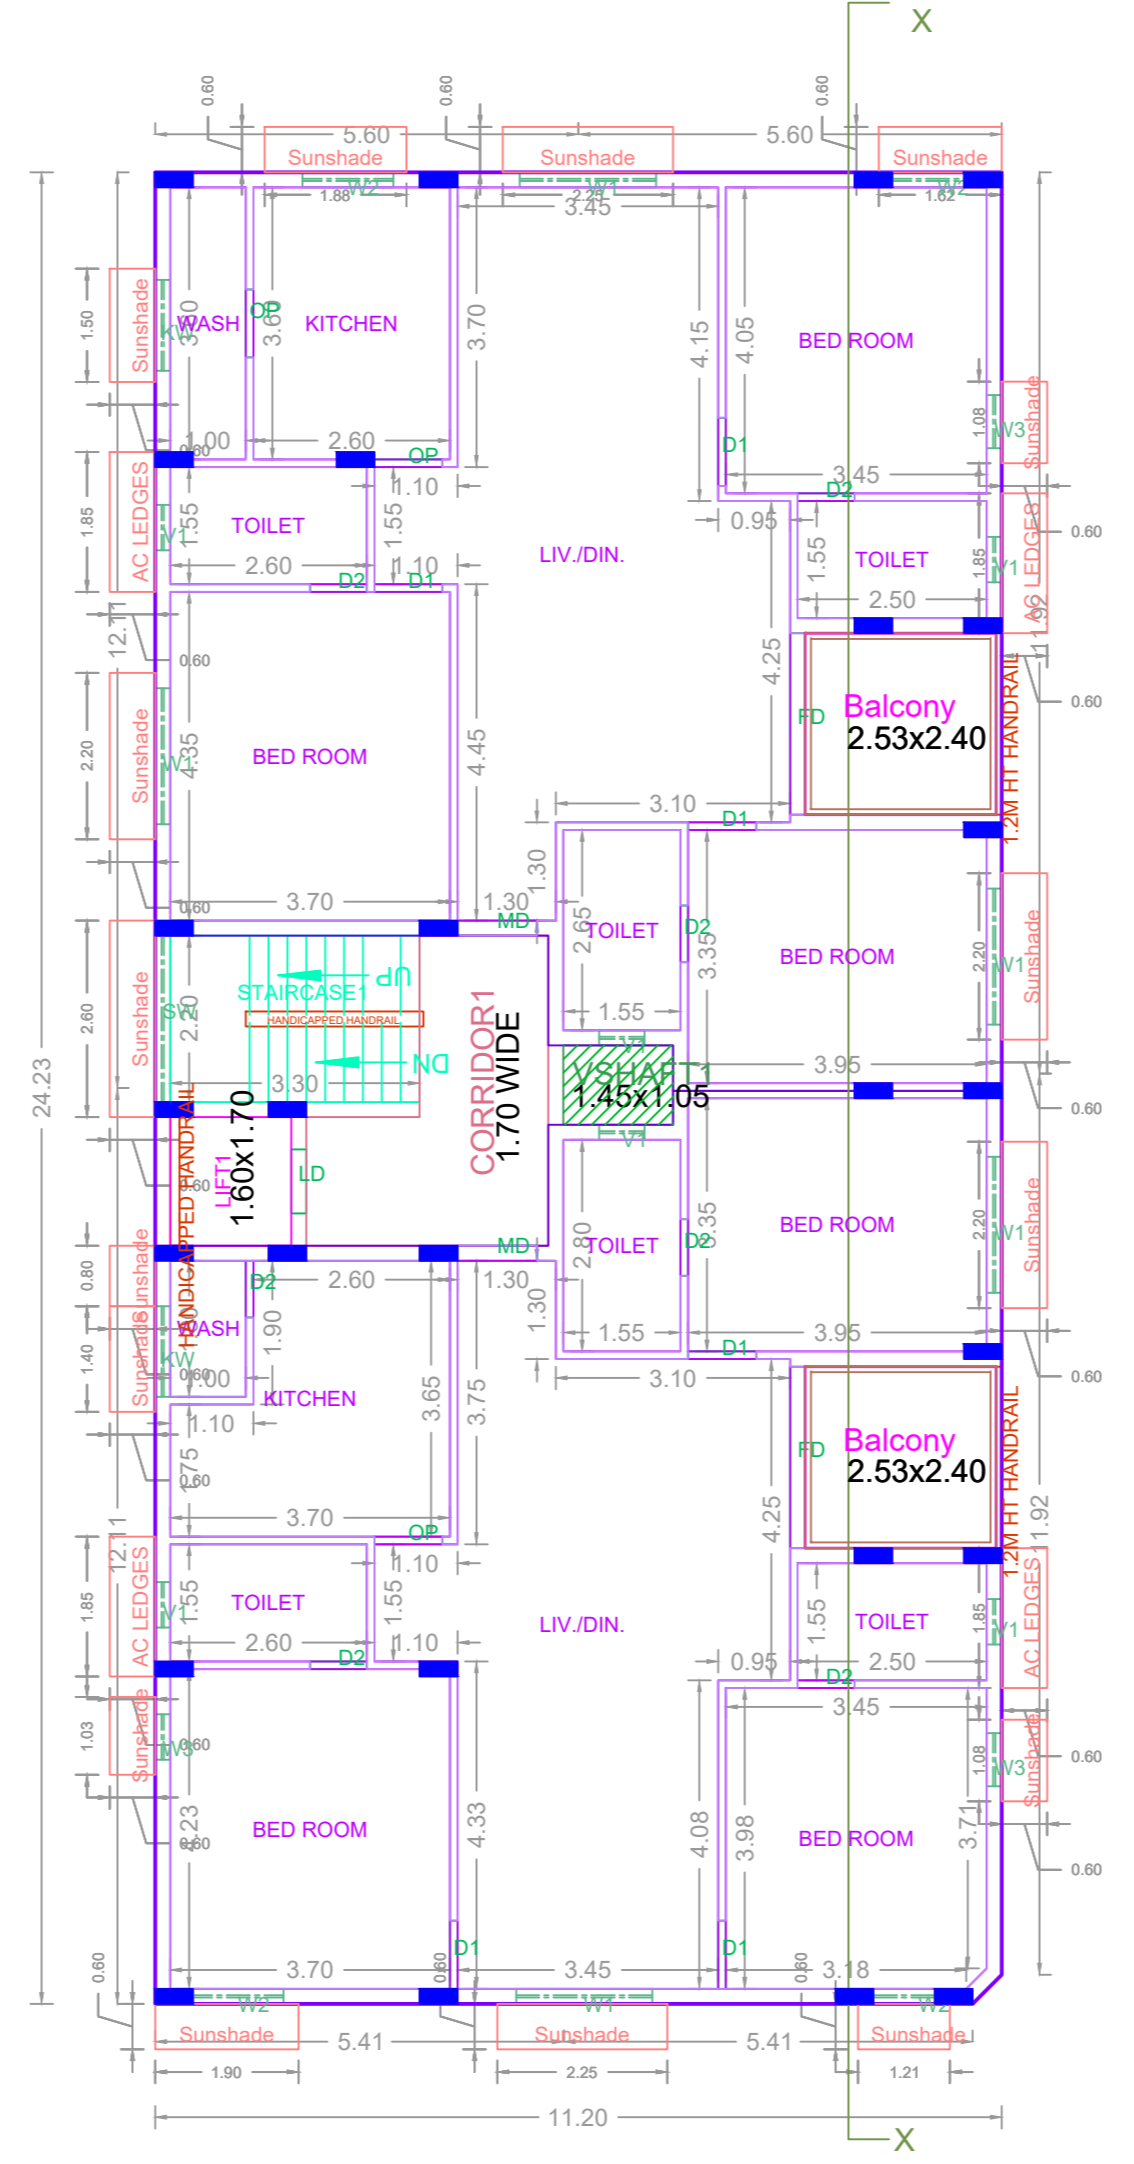 X
0.60
0.60
0.60
5.60
5.60
Sunshade
Sunshade
Sunshade
W2
W1
W2
1.88
2.25
1.62
3.45
1.50
Sunshade
KW
WASH
3.60
OP
3.60
KITCHEN
3.70
4.15
4.05
BED ROOM
1.08
W3
Sunshade
1.00
2.60
0.60
OP
1.10
D1
3.45
D2
0.95
0.60
1.85
AC LEDGES
V1
1.55
TOILET
2.60
1.55
1.10
D2
D1
LIV./DIN.
1.55
TOILET
2.50
1.85
V1
AC LEDGES
11.92
12.11
0.60
4.25
0.60
FD
Balcony
2.53x2.40
1.2M HT HANDRAIL
2.20
Sunshade
W1
4.35
BED ROOM
4.45
3.10
D1
1.30
0.60
3.70
1.30
MD
2.65
TOILET
D2
3.35
BED ROOM
2.20
W1
Sunshade
2.60
Sunshade
SW
2.20
UP
STAIRCASE1
HANDICAPPED HANDRAIL
DN
3.30
CORRIDOR1
1.70 WIDE
1.55
V1
VSHAFT1
1.45x1.05
3.95
0.60
24.23
HANDICAPPED HANDRAIL
0.60
LIFT1
1.60x1.70
LD
V1
2.80
TOILET
D2
3.35
BED ROOM
2.20
W1
Sunshade
MD
0.80
Sunshade
D2
2.60
1.30
1.30
WASH
1.90
1.40
Sunshade
KW
0.60
1.00
KITCHEN
1.10
3.65
3.75
1.55
3.95
D1
3.10
0.60
1.75
0.60
3.70
OP
1.10
4.25
FD
Balcony
2.53x2.40
1.2M HT HANDRAIL
11.92
12.11
1.85
AC LEDGES
V1
1.55
TOILET
2.60
1.55
1.10
D2
LIV./DIN.
0.95
1.55
TOILET
2.50
D2
1.85
V1
AC LEDGES
3.45
1.03
Sunshade
W3
0.60
1.08
W3
Sunshade
0.60
4.23
0.60
BED ROOM
4.33
4.08
3.98
BED ROOM
3.71
0.60
D1
D1
0.60
0.60
0.60
3.70
3.45
3.18
W2
W1
W2
Sunshade
Sunshade
Sunshade
5.41
5.41
1.90
2.25
1.21
11.20
X